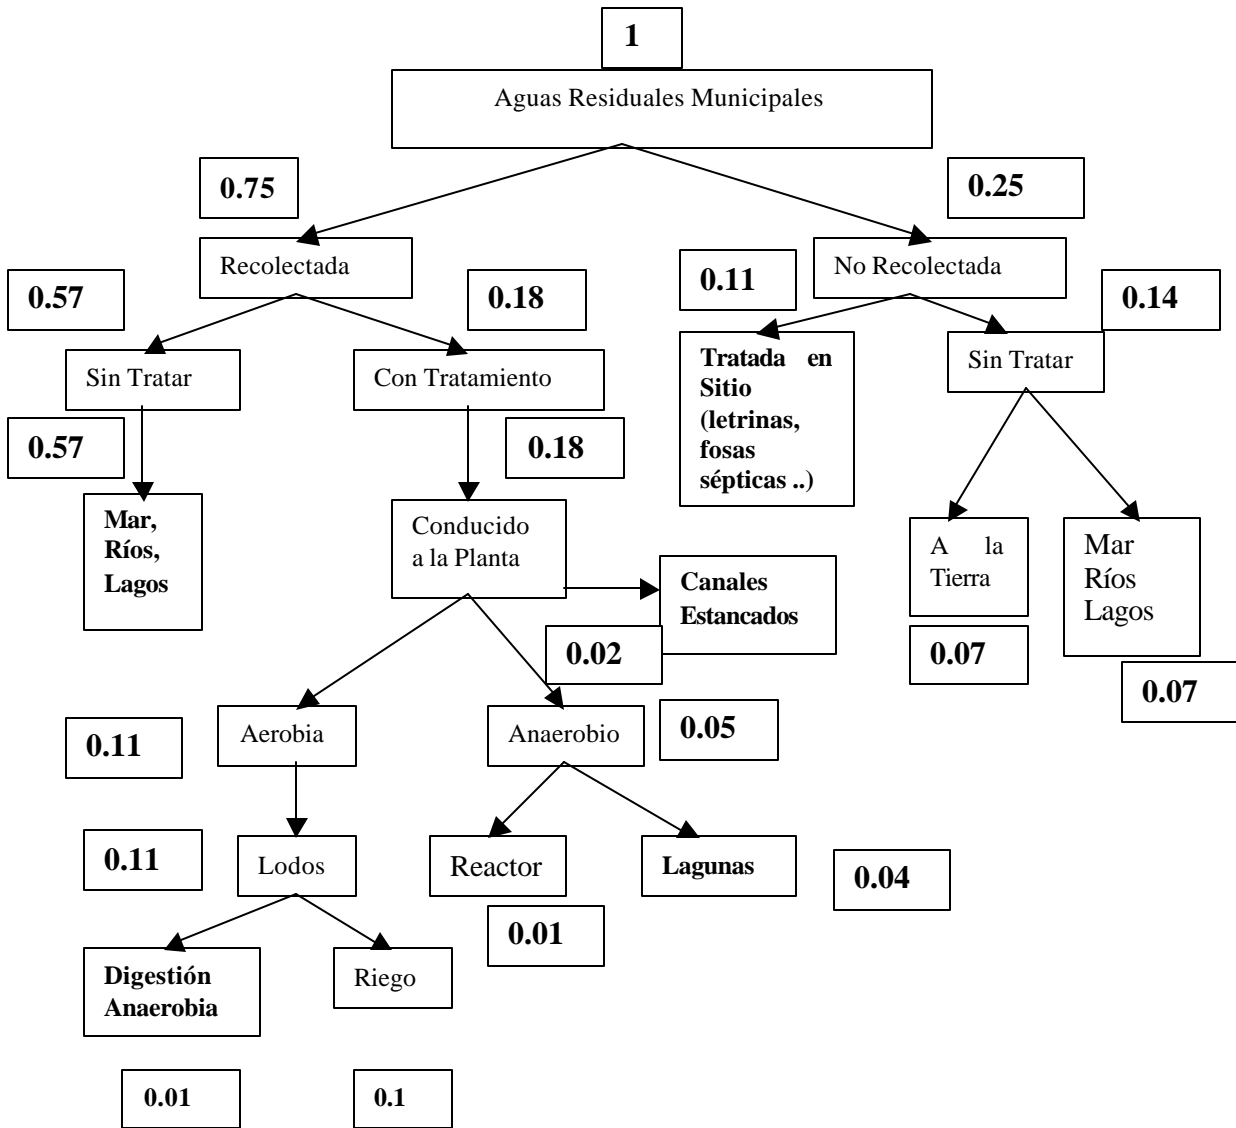 1
Aguas Residuales Municipales
0.75
0.25
Recolectada
No Recolectada
0.57
0.18
0.11
0.14
Sin Tratar
Con Tratamiento
Tratada en
Sitio
(letrinas,
fosas
sépticas ..)
Sin Tratar
0.57
0.18
Mar,
Ríos,
Lagos
Conducido
a la Planta
Canales
Estancados
A la
Tierra
Mar
Ríos
Lagos
0.02
0.07
0.07
Aerobia
Anaerobio
0.11
0.05
0.11
Lodos
Reactor
Lagunas
0.04
0.01
Digestión
Anaerobia
Riego
0.01
0.1